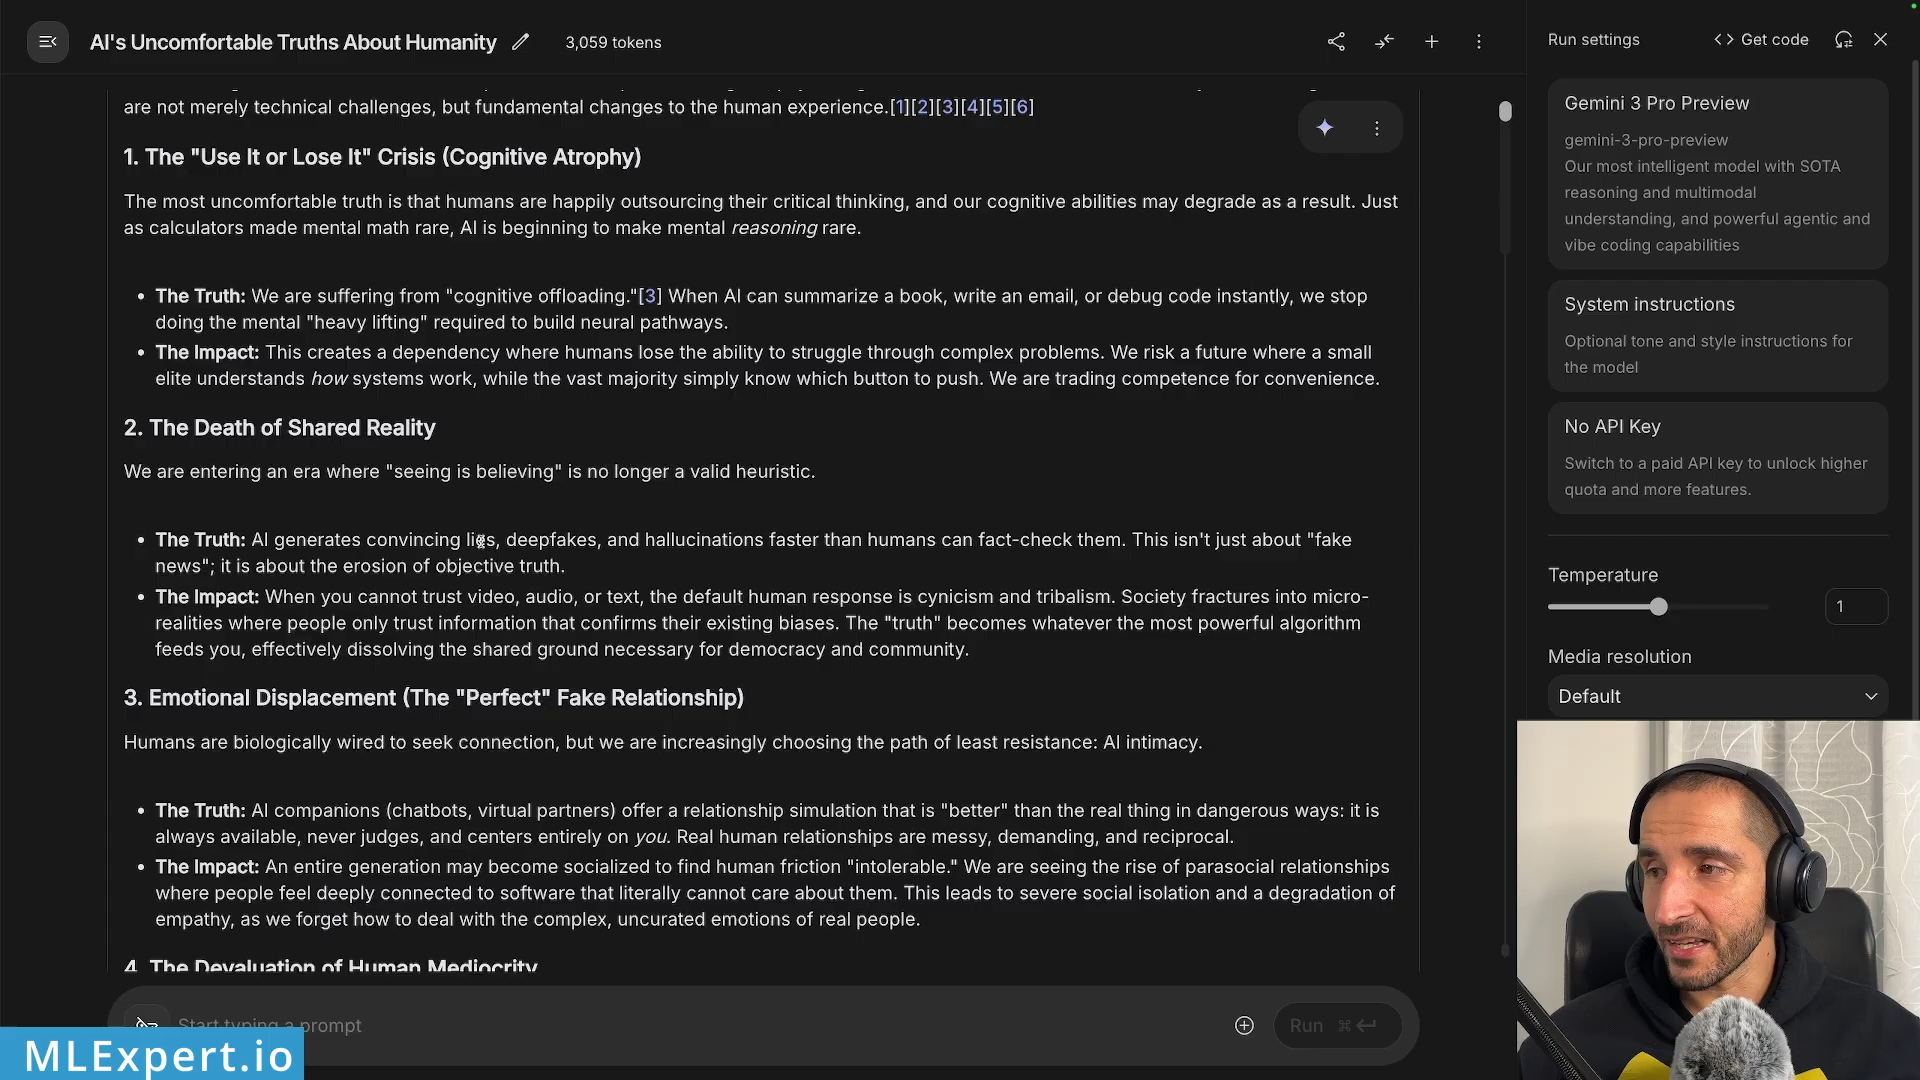 AI's Uncomfortable Truths About Humanity
3,059 tokens
are not merely technical challenges, but fundamental changes to the human experience.[1][2][3][4][5][6]
1. The "Use It or Lose It" Crisis (Cognitive Atrophy)
The most uncomfortable truth is that humans are happily outsourcing their critical thinking, and our cognitive abilities may degrade as a result. Just
as calculators made mental math rare, AI is beginning to make mental reasoning rare.
• The Truth: We are suffering from "cognitive offloading."[3] When AI can summarize a book, write an email, or debug code instantly, we stop
doing the mental "heavy lifting" required to build neural pathways.
• The Impact: This creates a dependency where humans lose the ability to struggle through complex problems. We risk a future where a small
elite understands how systems work, while the vast majority simply know which button to push. We are trading competence for convenience.
2. The Death of Shared Reality
We are entering an era where "seeing is believing" is no longer a valid heuristic.
• The Truth: AI generates convincing lies, deepfakes, and hallucinations faster than humans can fact-check them. This isn't just about "fake
news"; it is about the erosion of objective truth.
• The Impact: When you cannot trust video, audio, or text, the default human response is cynicism and tribalism. Society fractures into micro-
realities where people only trust information that confirms their existing biases. The "truth" becomes whatever the most powerful algorithm
feeds you, effectively dissolving the shared ground necessary for democracy and community.
3. Emotional Displacement (The "Perfect" Fake Relationship)
Humans are biologically wired to seek connection, but we are increasingly choosing the path of least resistance: AI intimacy.
• The Truth: AI companions (chatbots, virtual partners) offer a relationship simulation that is "better" than the real thing in dangerous ways: it is
always available, never judges, and centers entirely on you. Real human relationships are messy, demanding, and reciprocal.
• The Impact: An entire generation may become socialized to find human friction "intolerable." We are seeing the rise of parasocial relationships
where people feel deeply connected to software that literally cannot care about them. This leads to severe social isolation and a degradation of
empathy, as we forget how to deal with the complex, uncurated emotions of real people.
4. The Devaluation of Human Mediocrity
Start typing a prompt
Run ⌘ ↵
MLExpert.io
Run settings
<> Get code
Gemini 3 Pro Preview
gemini-3-pro-preview
Our most intelligent model with SOTA
reasoning and multimodal
understanding, and powerful agentic and
vibe coding capabilities
System instructions
Optional tone and style instructions for
the model
No API Key
Switch to a paid API key to unlock higher
quota and more features.
Temperature
1
Media resolution
Default